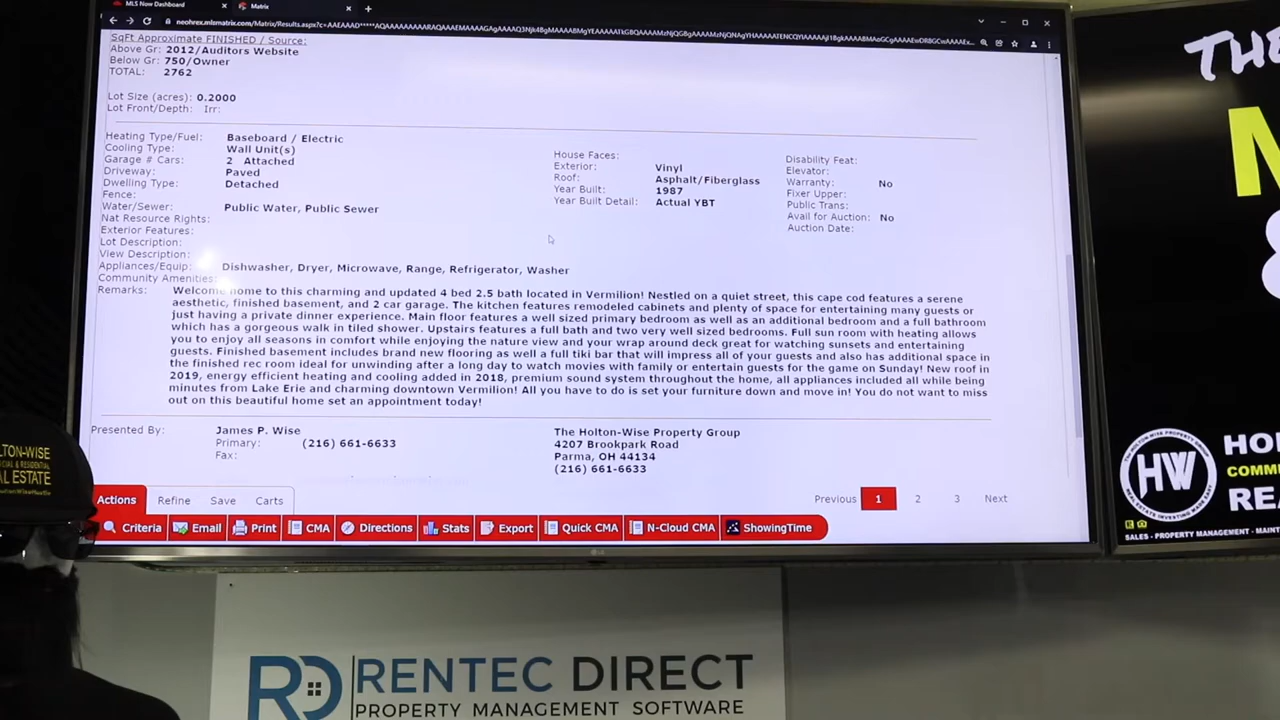 MLS Now Dashboard
Matrix
SqFt Approximate FINISHED / Source:
Above Gr: 2012/Auditors Website
Below Gr: 750/Owner
TOTAL: 2762
Lot Size (acres): 0.2000
Lot Front/Depth: Irr:
Heating Type/Fuel: Baseboard / Electric
Cooling Type: Wall Unit(s)
Garage # Cars: 2 Attached
Driveway: Paved
Dwelling Type: Detached
Fence:
Water/Sewer: Public Water, Public Sewer
Nat Resource Rights:
Exterior Features:
Lot Description:
View Description:
Appliances/Equip: Dishwasher, Dryer, Microwave, Range, Refrigerator, Washer
Community Amenities:
House Faces:
Exterior: Vinyl
Roof: Asphalt/Fiberglass
Year Built: 1987
Year Built Detail: Actual YBT
Disability Feat:
Elevator:
Warranty: No
Fixer Upper:
Public Trans:
Avail for Auction: No
Auction Date:
Remarks: Welcome home to this charming and updated 4 bed 2.5 bath located in Vermilion! Nestled on a quiet street, this cape cod features a serene
aesthetic, finished basement, and 2 car garage. The kitchen features remodeled cabinets and plenty of space for entertaining many guests or
just having a private dinner experience. Main floor features a well sized primary bedroom as well as an additional bedroom and a full bathroom
which has a gorgeous walk in tiled shower. Upstairs features a full bath and two very well sized bedrooms. Full sun room with heating allows
you to enjoy all seasons in comfort while enjoying the nature view and your wrap around deck great for watching sunsets and entertaining
guests. Finished basement includes brand new flooring as well a full tiki bar that will impress all of your guests and also has additional space in
the finished rec room ideal for unwinding after a long day to watch movies with family or entertain guests for the game on Sunday! New roof in
2019, energy efficient heating and cooling added in 2018, premium sound system throughout the home, all appliances included all while being
minutes from Lake Erie and charming downtown Vermilion! All you have to do is set your furniture down and move in! You do not want to miss
out on this beautiful home set an appointment today!
Presented By: James P. Wise
Primary: (216) 661-6633
Fax:
The Holton-Wise Property Group
4207 Brookpark Road
Parma, OH 44134
(216) 661-6633
Actions Refine Save Carts
Previous 1 2 3 Next
Criteria Email Print CMA Directions Stats Export Quick CMA N-Cloud CMA ShowingTime
LTON-WISE
AL ESTATE
THE
M
&
HW
HO
COMM
REA
SALES - PROPERTY MANAGEMENT - MAINT
RD RENTEC DIRECT
PROPERTY MANAGEMENT SOFTWARE